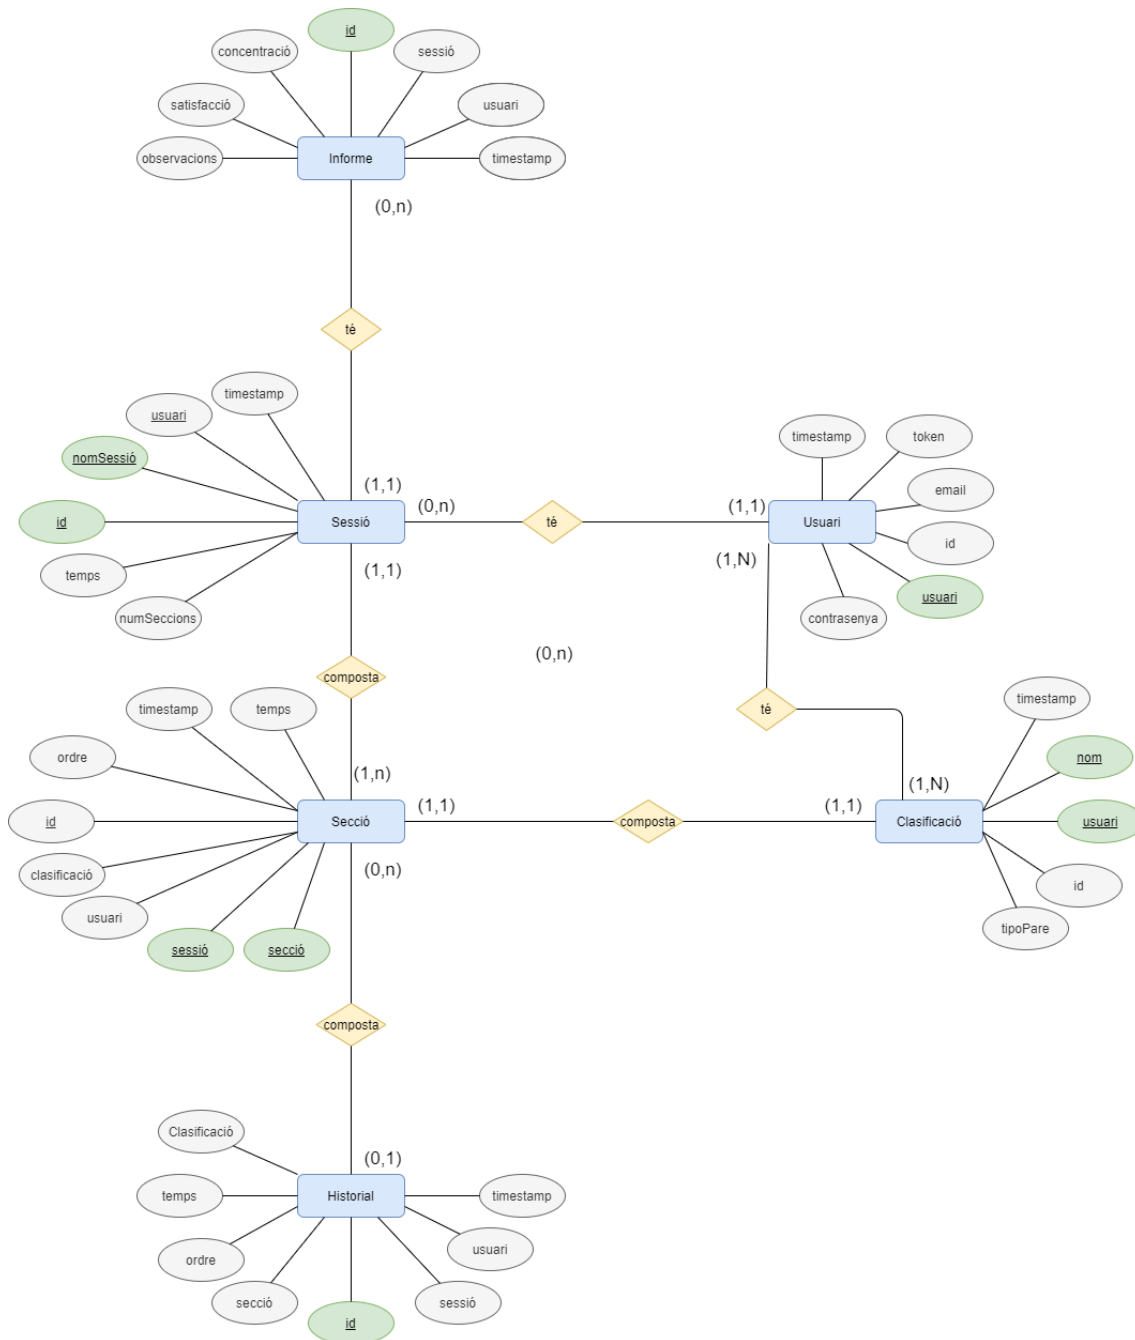 id
concentració
sessió
satisfacció
usuari
observacions
Informe
timestamp
(0,n)
té
timestamp
usuari
nomSessió
id
temps
numSeccions
(1,1)
Sessió
(1,1)
(0,n)
té
(1,1)
Usuari
(1,N)
timestamp
token
email
id
usuari
contrasenya
(0,n)
composta
té
timestamp
temps
ordre
id
clasificació
usuari
sessió
secció
(1,n)
Secció
(0,n)
(1,1)
composta
(1,1)
(1,N)
Clasificació
timestamp
nom
usuari
id
tipoPare
composta
(0,1)
Clasificació
temps
Historial
timestamp
ordre
usuari
secció
sessió
id